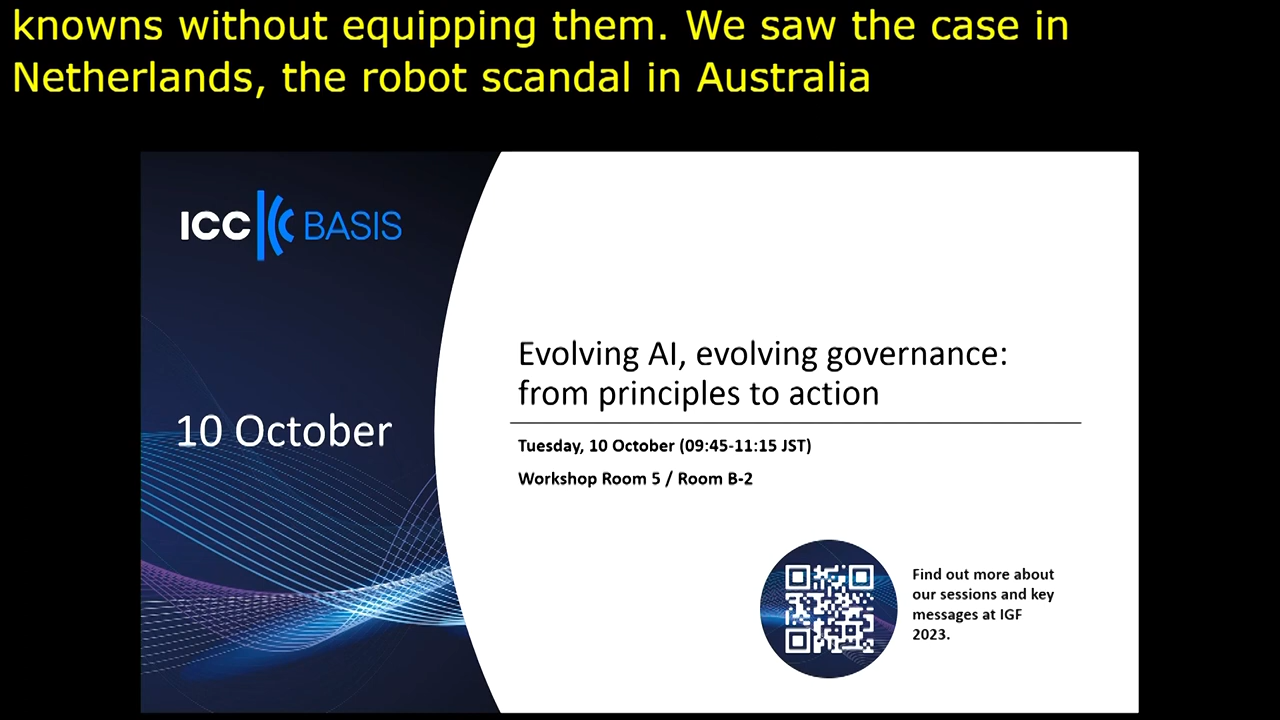 knowns without equipping them. We saw the case in
Netherlands, the robot scandal in Australia
ICC BASIS
10 October
Evolving AI, evolving governance:
from principles to action
Tuesday, 10 October (09:45-11:15 JST)
Workshop Room 5 / Room B-2
Find out more about
our sessions and key
messages at IGF
2023.